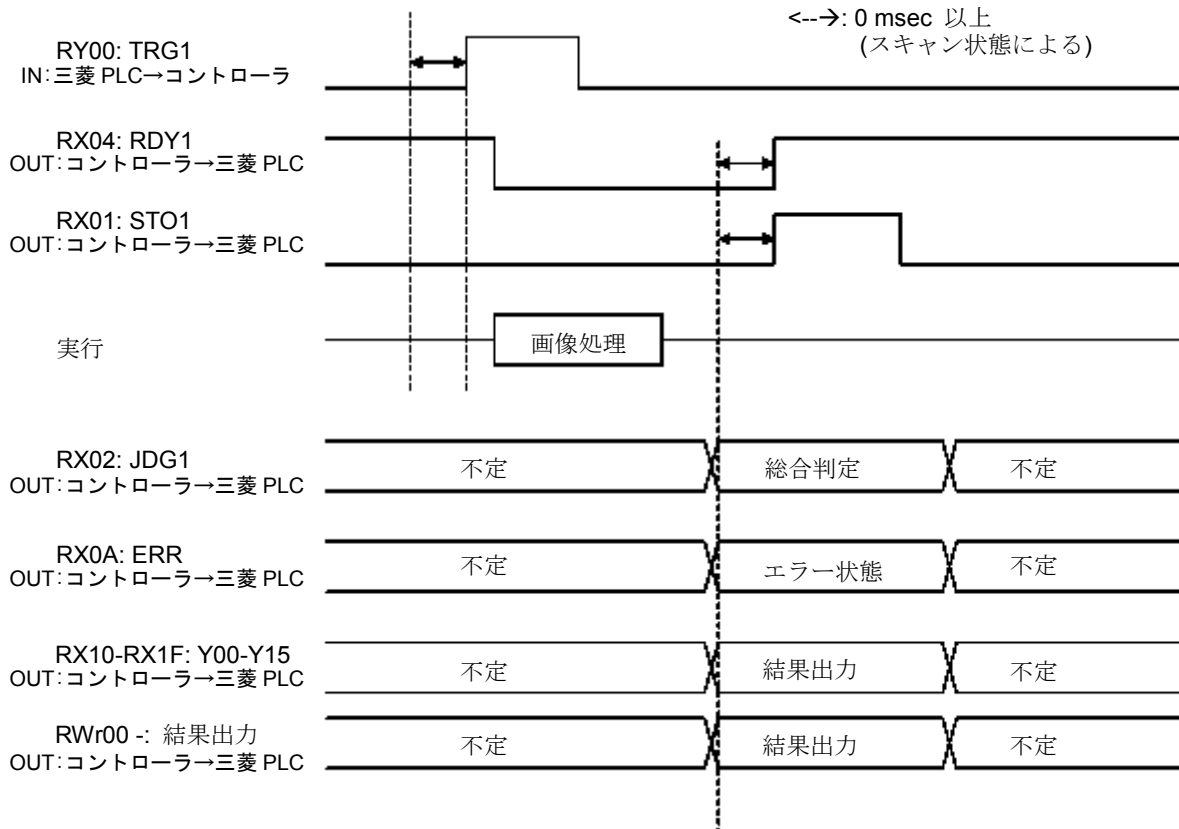 <--→: 0 msec 以上
(スキャン状態による)
RY00: TRG1
IN:三菱 PLC→コントローラ
RX04: RDY1
OUT:コントローラ→三菱 PLC
RX01: STO1
OUT:コントローラ→三菱 PLC
実行
画像処理
RX02: JDG1
OUT:コントローラ→三菱 PLC
不定
総合判定
不定
RX0A: ERR
OUT:コントローラ→三菱 PLC
不定
エラー状態
不定
RX10-RX1F: Y00-Y15
OUT:コントローラ→三菱 PLC
不定
結果出力
不定
RWr00 -: 結果出力
OUT:コントローラ→三菱 PLC
不定
結果出力
不定